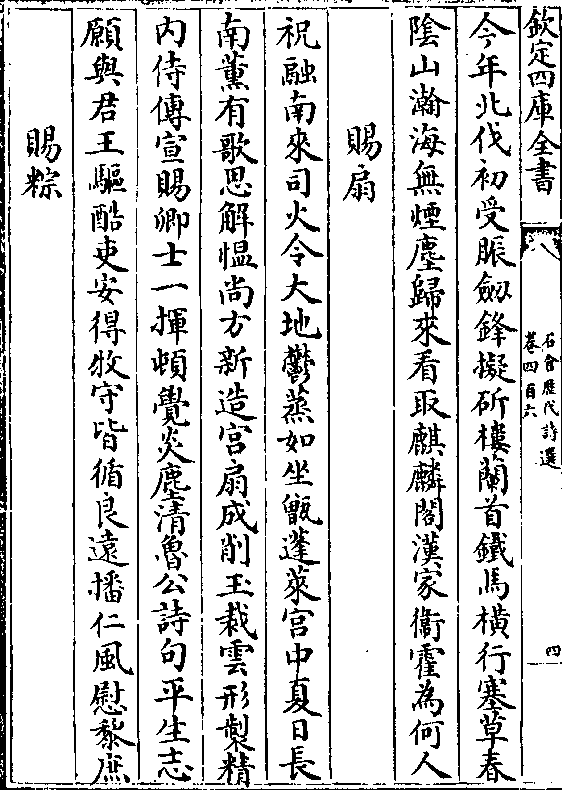 欽定四庫全書
石倉歷代詩選
卷四百六
四
今年北伐初受脤劒鋒擬斫樓蘭首鐵馬橫行塞草春
陰山瀚海無煙塵歸來看取麒麟閣漢家衞霍為何人
賜扇
祝融南來司火令大地鬱蒸如坐甑蓬萊宮中夏日長
南薰有歌思解愠尚方新造宮扇成削玉裁雲形製精
内侍傳宣賜卿士一揮頓覺炎塵清魯公詩句平生志
願與君王驅酷吏安得牧守皆循良遠播仁風慰黎庶
賜粽